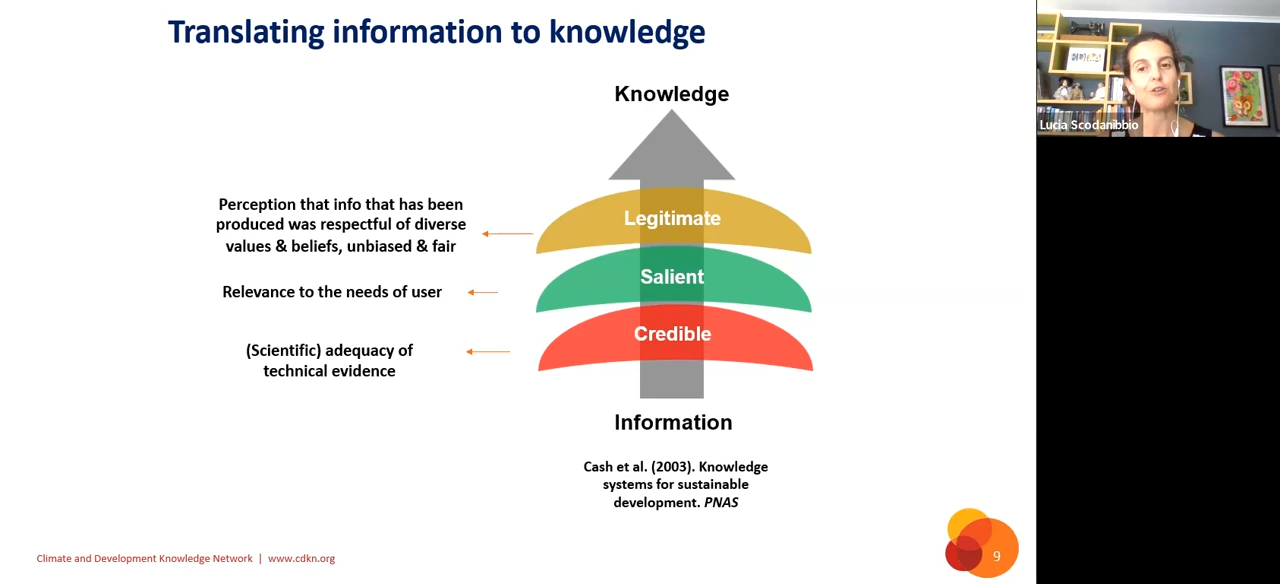 Translating information to knowledge
Knowledge
Perception that info that has been
produced was respectful of diverse
values & beliefs, unbiased & fair
Legitimate
Relevance to the needs of user
Salient
(Scientific) adequacy of
technical evidence
Credible
Information
Cash et al. (2003). Knowledge
systems for sustainable
development. PNAS
Climate and Development Knowledge Network | www.cdkn.org
9
Lucia Scodanibbio